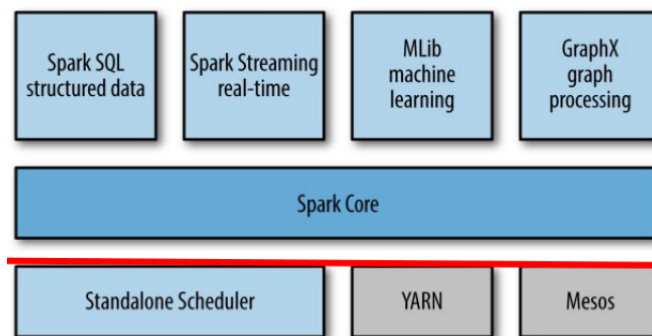 Spark SQL
structured data
Spark Streaming
real-time
MLib
machine
learning
GraphX
graph
processing
Spark Core
Standalone Scheduler
YARN
Mesos